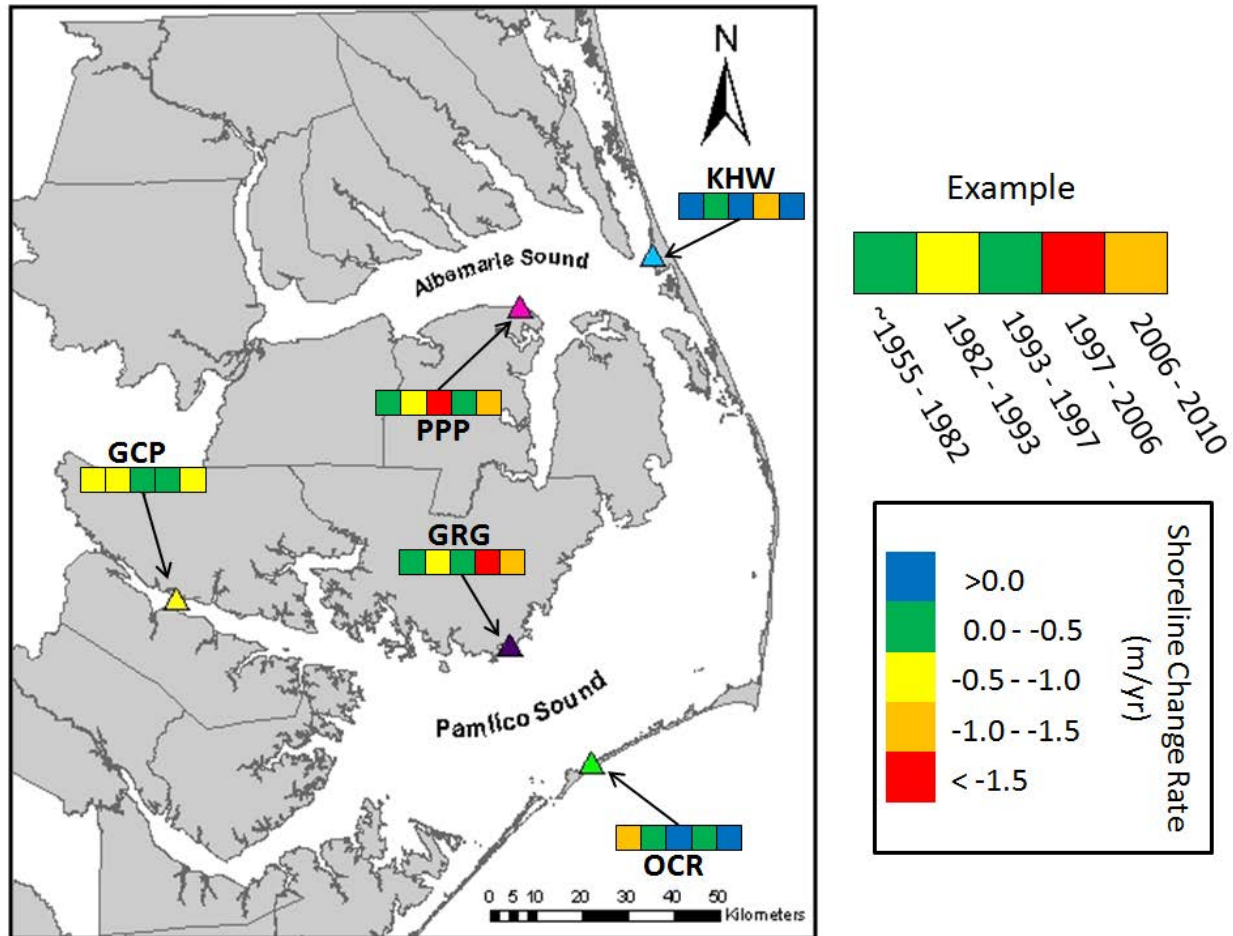 N
KHW
Albemarle Sound
PPP
GCP
GRG
Pamlico Sound
OCR
0 5 10 20 30 40 50
Kilometers
Example
~1955 - 1982
1982 - 1993
1993 - 1997
1997 - 2006
2006 - 2010
>0.0
0.0 - -0.5
-0.5 - -1.0
-1.0 - -1.5
< -1.5
Shoreline Change Rate
(m/yr)